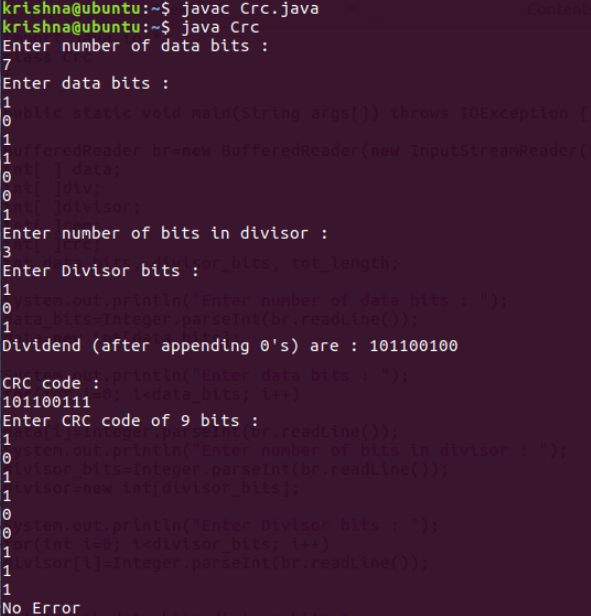 krishna@ubuntu:~$ javac Crc.java
krishna@ubuntu:~$ java Crc
Enter number of data bits :
7
Enter data bits :
1
0
1
1
0
0
1
Enter number of bits in divisor :
3
Enter Divisor bits :
1
0
1
Dividend (after appending 0's) are : 101100100
CRC code :
101100111
Enter CRC code of 9 bits :
1
0
1
1
0
0
1
1
1
No Error